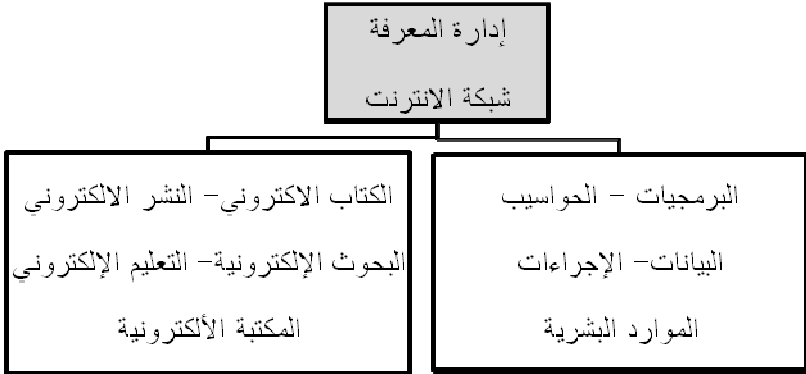 إدارة المعرفة
شبكة الانترنت
البرمجيات – الحواسيب
البيانات– الإجراءات
الموارد البشرية
الكتاب الاكتروني– النشر الالكتروني
البحوث الإلكترونية– التعليم الإلكتروني
المكتبة الألكترونية